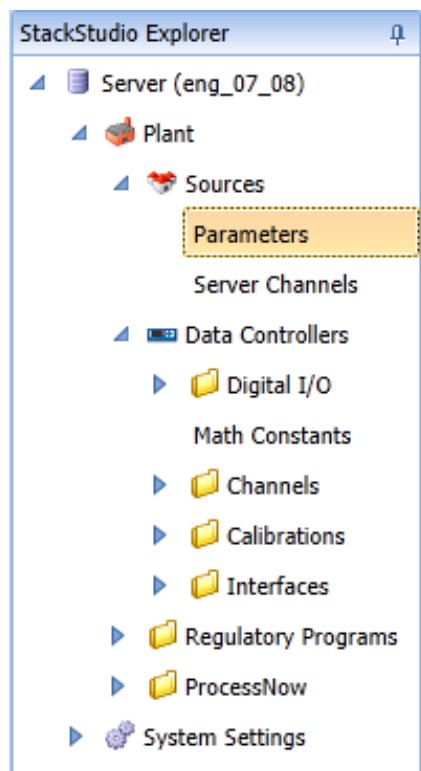 StackStudio Explorer
Server (eng_07_08)
Plant
Sources
Parameters
Server Channels
Data Controllers
Digital I/O
Math Constants
Channels
Calibrations
Interfaces
Regulatory Programs
ProcessNow
System Settings